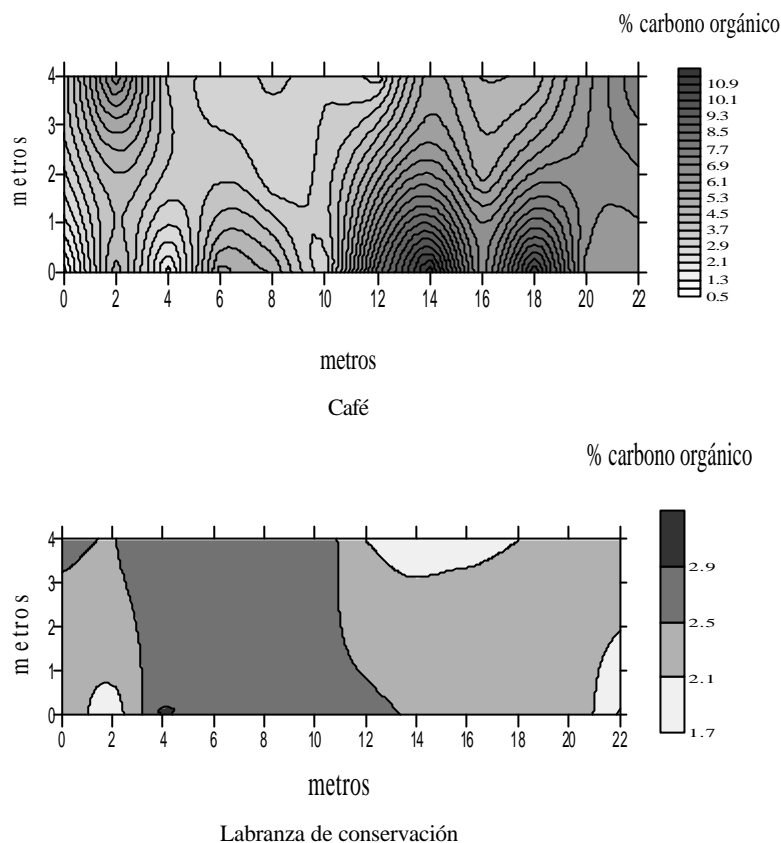 % carbono orgánico
10.9
10.1
9.3
8.5
7.7
6.9
6.1
5.3
4.5
3.7
2.9
2.1
1.3
0.5
4
3
2
1
0
metros
0 2 4 6 8 10 12 14 16 18 20 22
metros
Café
% carbono orgánico
2.9
2.5
2.1
1.7
4
3
2
1
0
metros
0 2 4 6 8 10 12 14 16 18 20 22
metros
Labranza de conservación